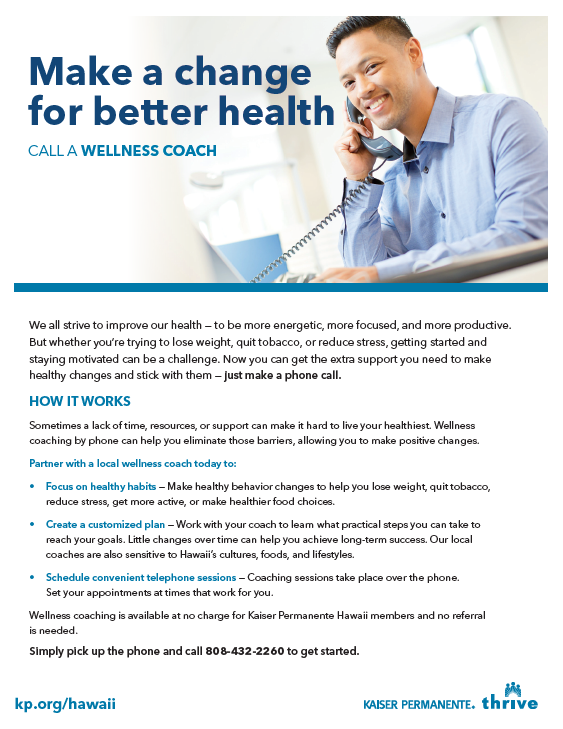 Make a change
for better health
CALL A WELLNESS COACH
We all strive to improve our health – to be more energetic, more focused, and more productive.
But whether you're trying to lose weight, quit tobacco, or reduce stress, getting started and
staying motivated can be a challenge. Now you can get the extra support you need to make
healthy changes and stick with them – just make a phone call.
HOW IT WORKS
Sometimes a lack of time, resources, or support can make it hard to live your healthiest. Wellness
coaching by phone can help you eliminate those barriers, allowing you to make positive changes.
Partner with a local wellness coach today to:
• Focus on healthy habits – Make healthy behavior changes to help you lose weight, quit tobacco,
reduce stress, get more active, or make healthier food choices.
• Create a customized plan – Work with your coach to learn what practical steps you can take to
reach your goals. Little changes over time can help you achieve long-term success. Our local
coaches are also sensitive to Hawaii's cultures, foods, and lifestyles.
• Schedule convenient telephone sessions – Coaching sessions take place over the phone.
Set your appointments at times that work for you.
Wellness coaching is available at no charge for Kaiser Permanente Hawaii members and no referral
is needed.
Simply pick up the phone and call 808-432-2260 to get started.
kp.org/hawaii
KAISER PERMANENTE. thrive